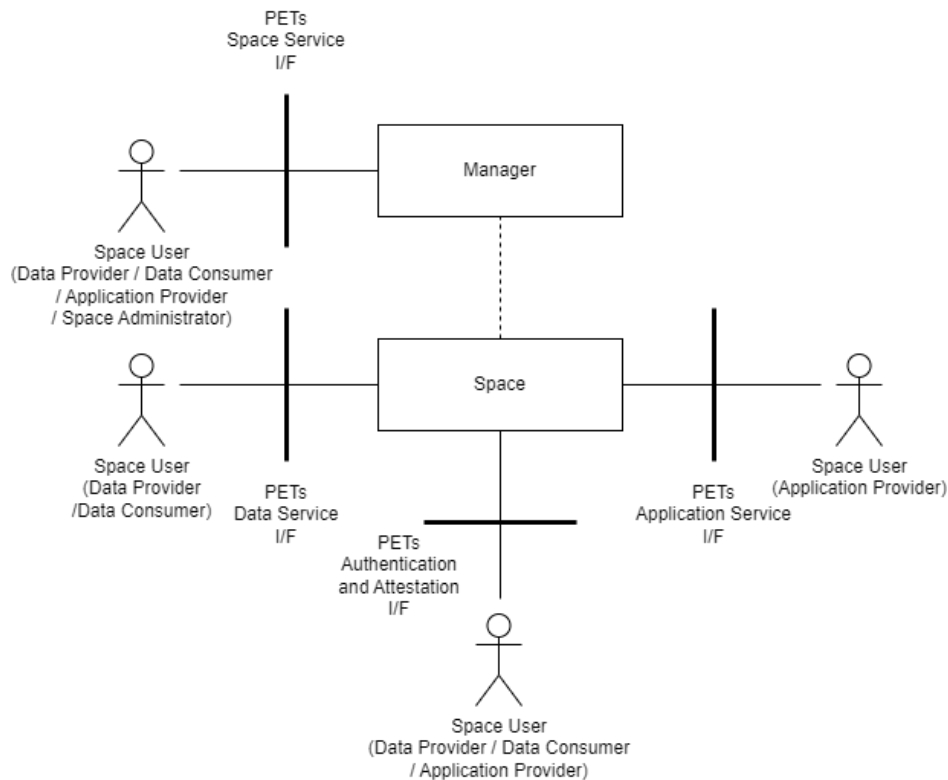 PETs
Space Service
I/F
Manager
Space User
(Data Provider / Data Consumer
/ Application Provider
/ Space Administrator)
Space
Space User
(Data Provider
/Data Consumer)
PETs
Data Service
I/F
PETs
Application Service
I/F
Space User
(Application Provider)
PETs
Authentication
and Attestation
I/F
Space User
(Data Provider / Data Consumer
/ Application Provider)